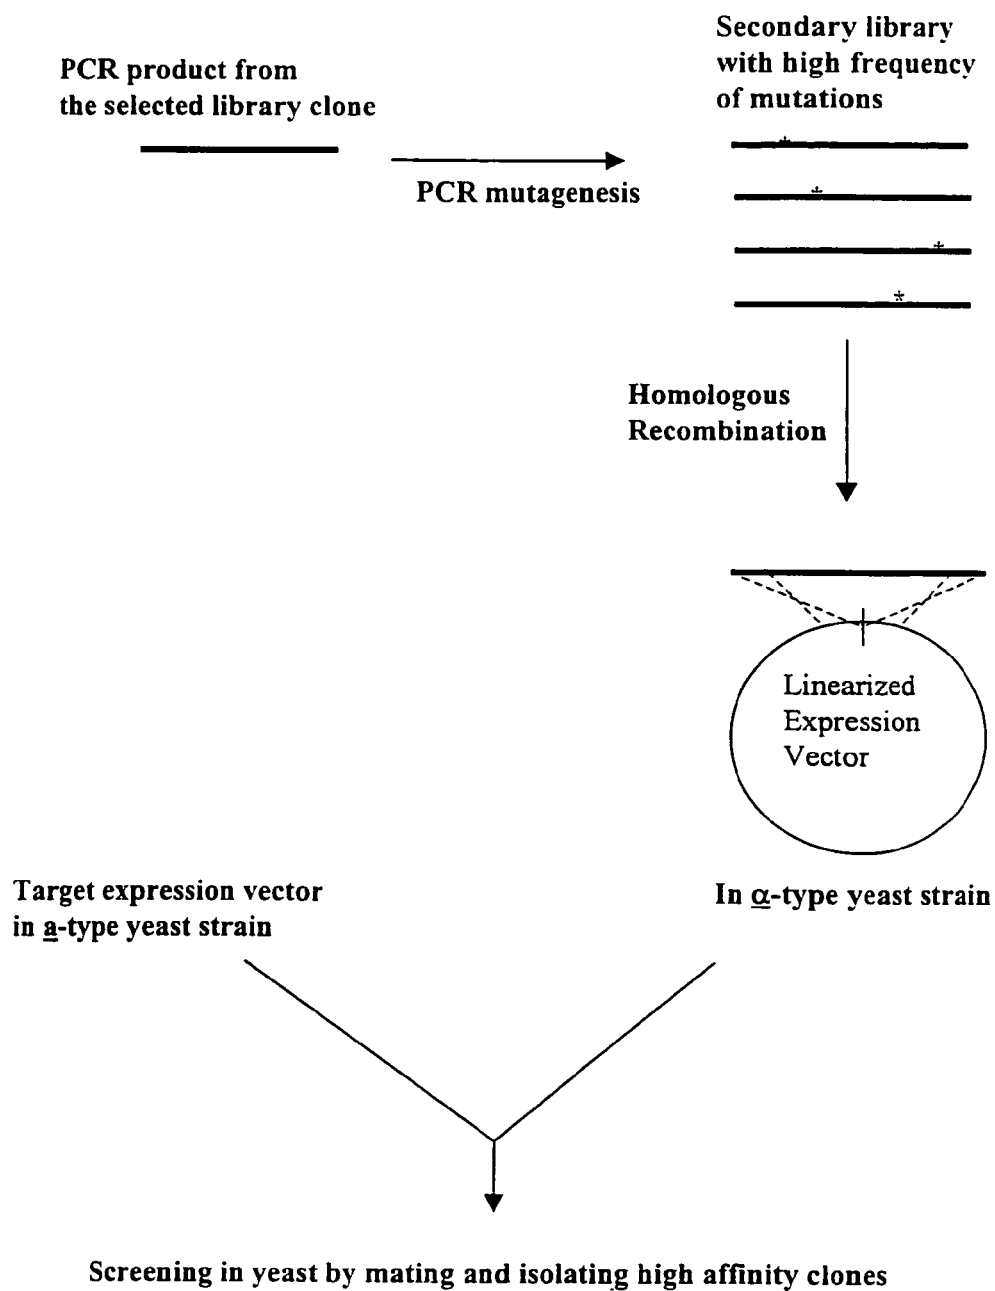 PCR product from
the selected library clone
PCR mutagenesis
Secondary library
with high frequency
of mutations
Homologous
Recombination
Linearized
Expression
Vector
Target expression vector
in a-type yeast strain
In α-type yeast strain
Screening in yeast by mating and isolating high affinity clones